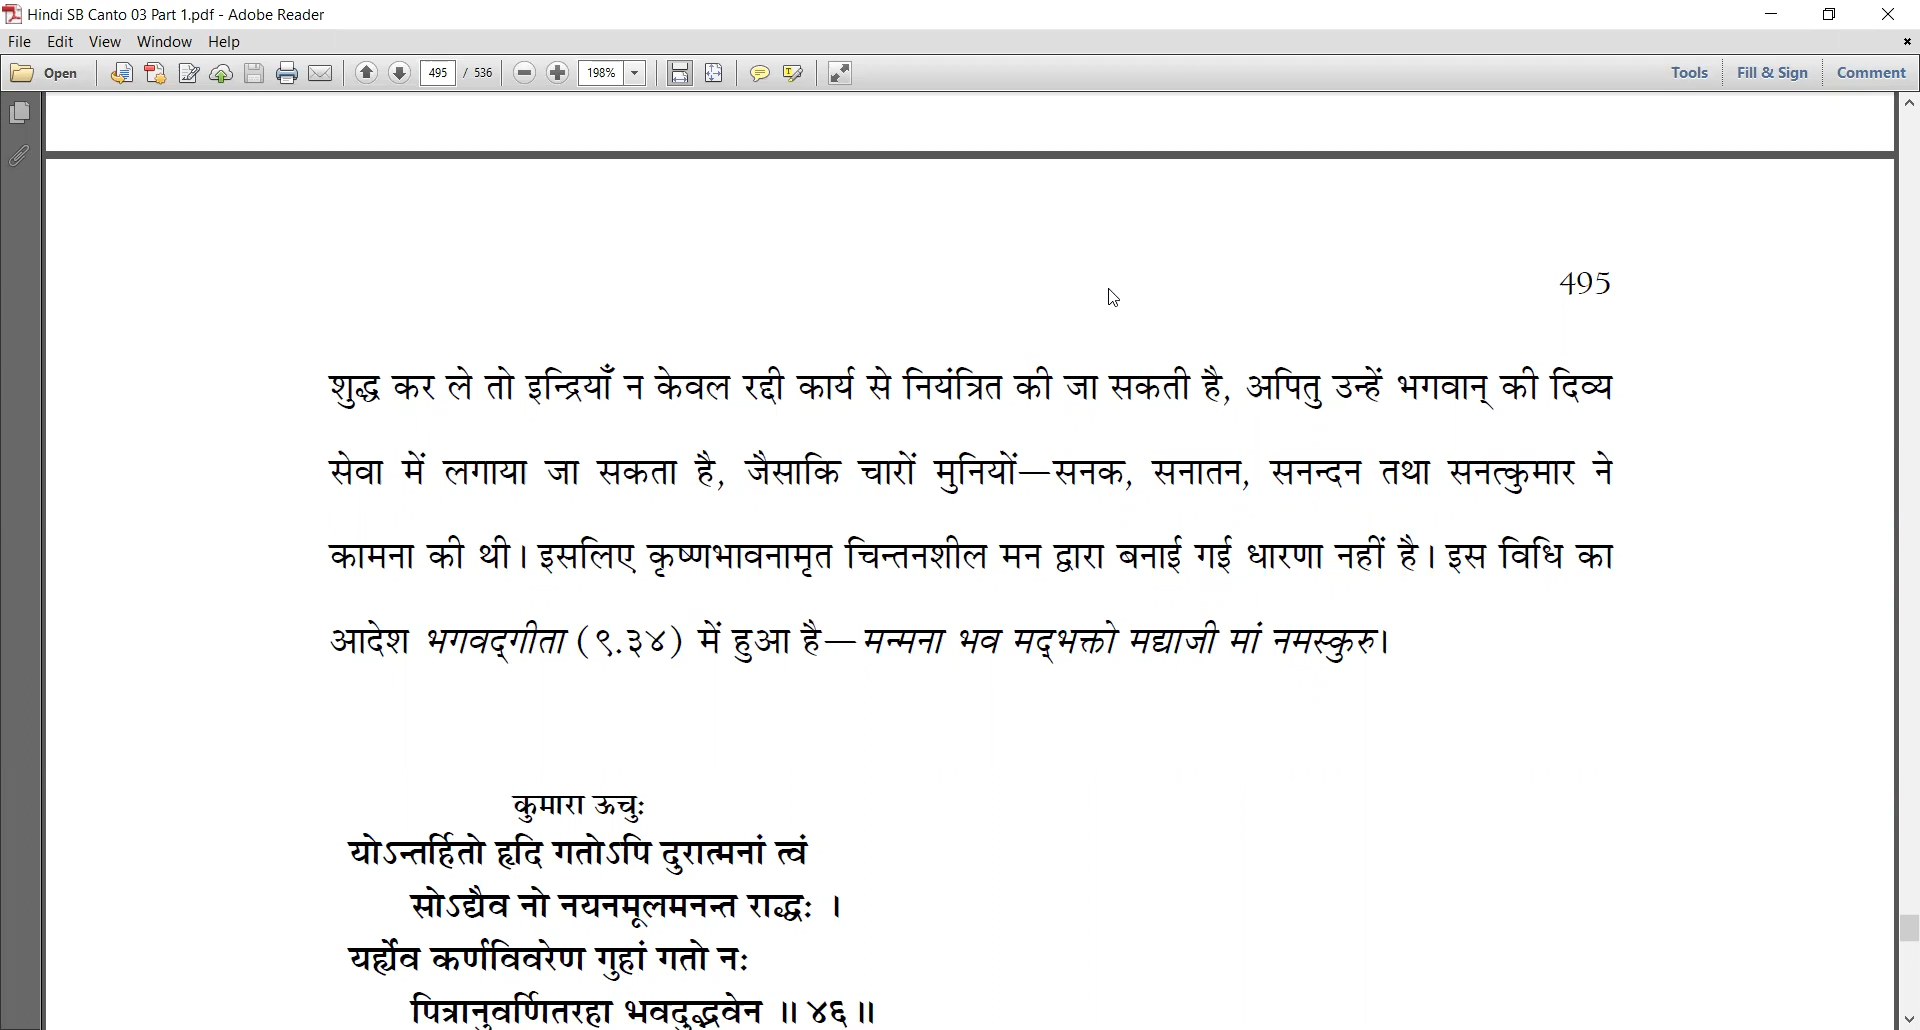 Hindi SB Canto 03 Part 1.pdf - Adobe Reader
File Edit View Window Help
Open 495 / 536 198% Tools Fill & Sign Comment
495
शुद्ध कर ले तो इन्द्रियाँ न केवल रद्दी कार्य से नियंत्रित की जा सकती है, अपितु उन्हें भगवान् की दिव्य
सेवा में लगाया जा सकता है, जैसाकि चारों मुनियों—सनक, सनातन, सनन्दन तथा सनत्कुमार ने
कामना की थी। इसलिए कृष्णभावनामृत चिन्तनशील मन द्वारा बनाई गई धारणा नहीं है। इस विधि का
आदेश भगवद्गीता (९.३४) में हुआ है—मन्मना भव मद्भक्तो मद्याजी मां नमस्कुरु।
कुमारा ऊचुः
योऽन्तर्हितो हृदि गतोऽपि दुरात्मनां त्वं
सोऽद्यैव नो नयनमूलमनन्त राद्धः ।
यर्ह्येव कर्णविवरेण गुहां गतो नः
पित्रानुवर्णितरहा भवदुद्भवेन ॥ ४६॥